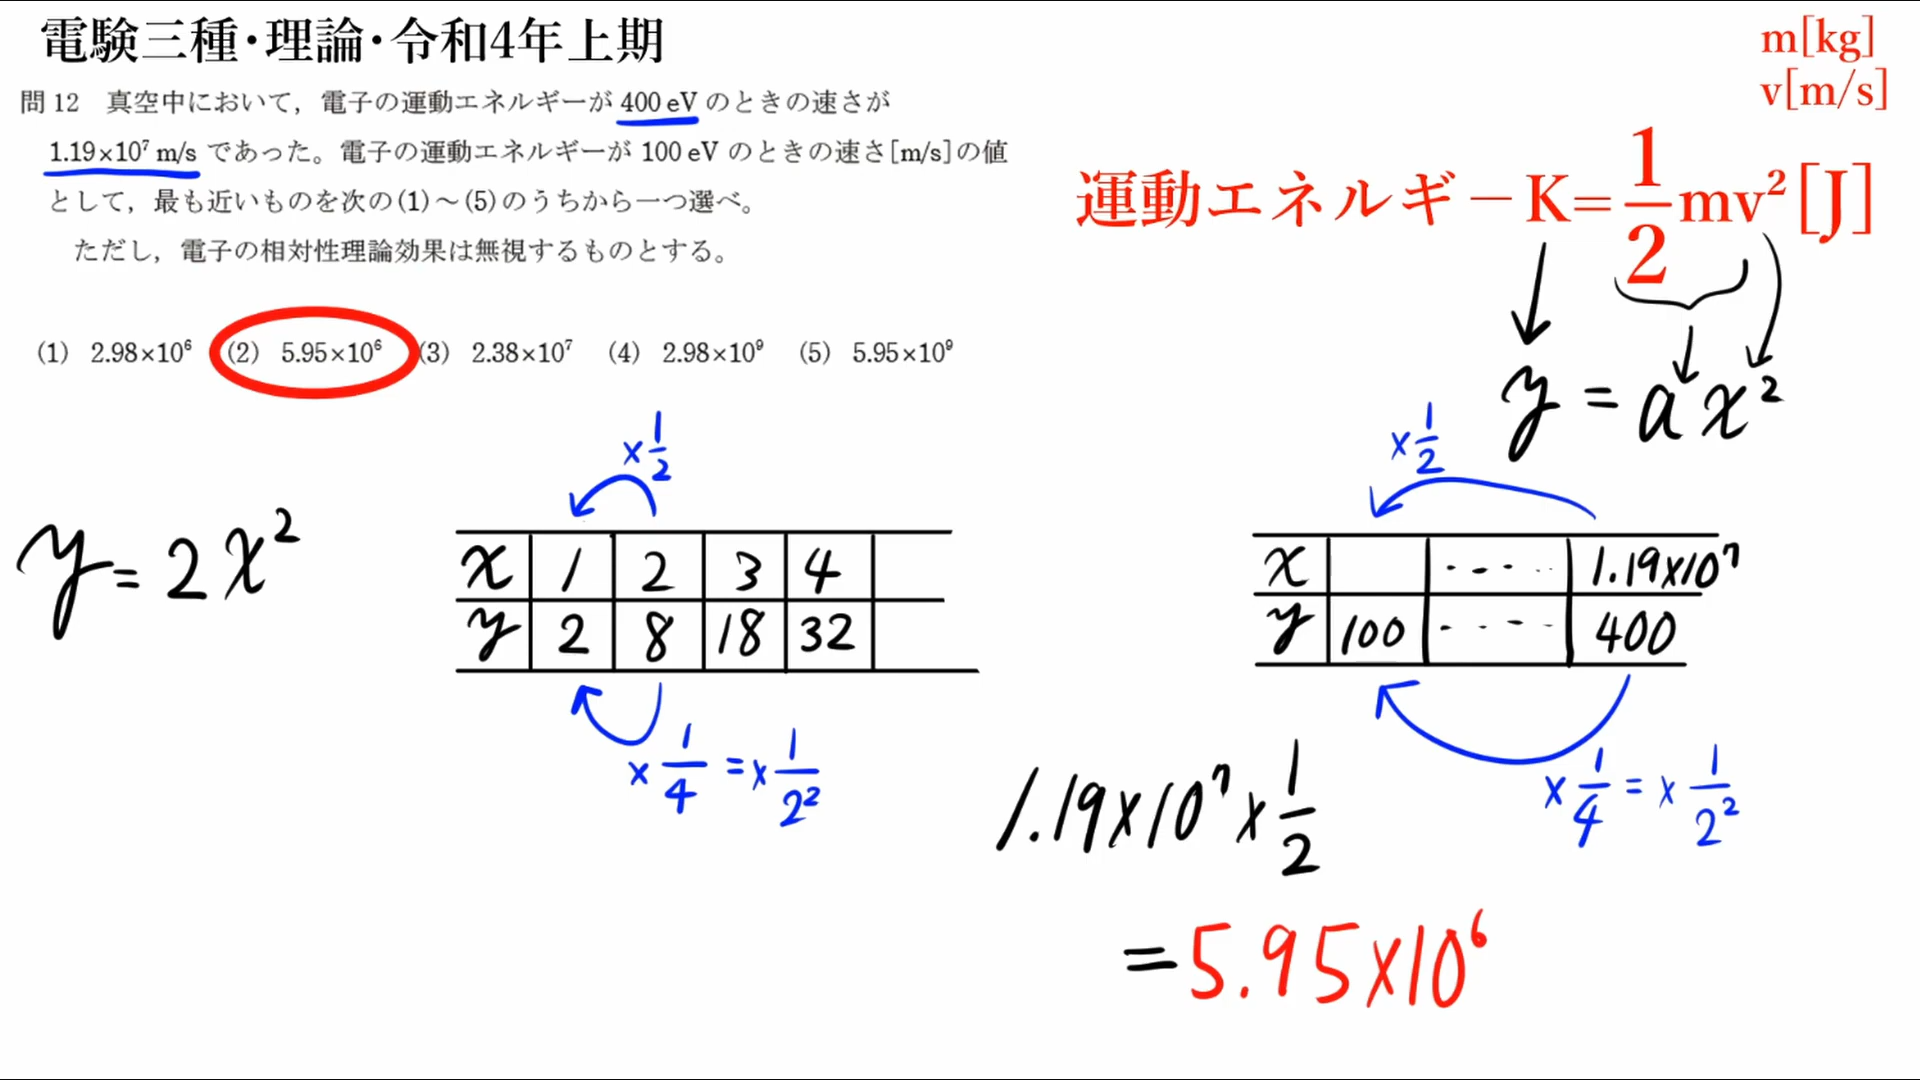 電験三種・理論・令和4年上期
問12 真空中において，電子の運動エネルギーが 400 eV のときの速さが
1.19×10⁷ m/s であった。電子の運動エネルギーが 100 eV のときの速さ[m/s]の値
として，最も近いものを次の(1)～(5)のうちから一つ選べ。
ただし，電子の相対性理論効果は無視するものとする。
(1) 2.98×10⁶ (2) 5.95×10⁶ (3) 2.38×10⁷ (4) 2.98×10⁹ (5) 5.95×10⁹
m[kg]
v[m/s]
運動エネルギーK=1/2mv²[J]
y=ax²
y=2x²
×1/2
x 1 2 3 4
y 2 8 18 32
×1/4=×1/2²
×1/2
x ···· 1.19×10⁷
y 100 ···· 400
×1/4=×1/2²
1.19×10⁷×1/2
=5.95×10⁶